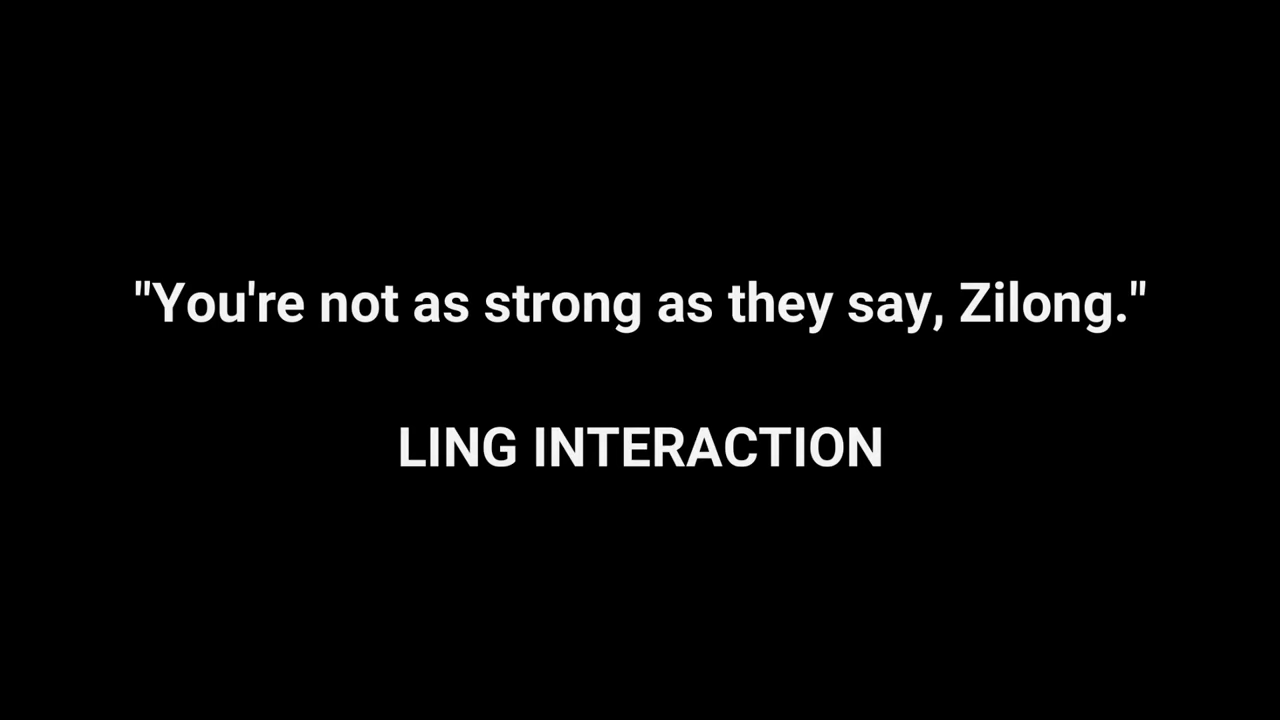 "You're not as strong as they say, Zilong."
LING INTERACTION